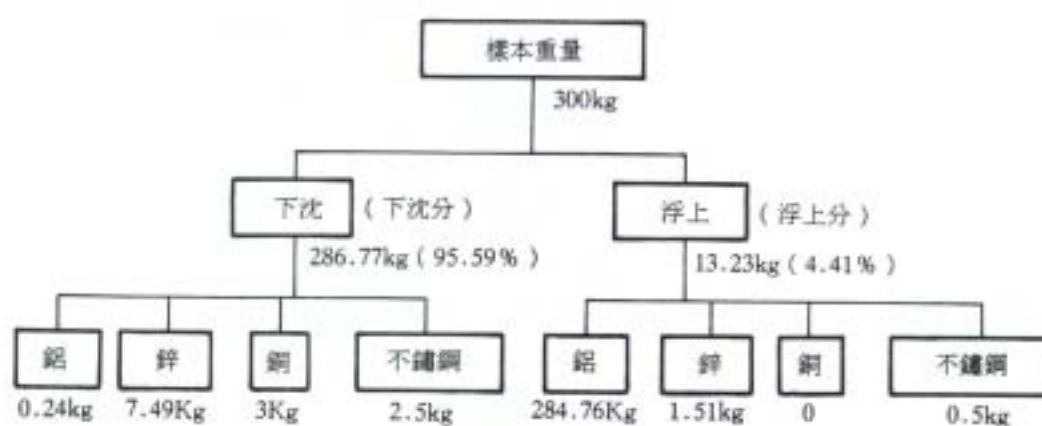 樣本重量
300kg
下沈 (下沈分) 浮上 (浮上分)
286.77kg(95.59%) 13.23kg(4.41%)
鋁 鋅 銅 不鏽鋼 鋁 鋅 銅 不鏽鋼
0.24kg 7.49Kg 3Kg 2.5kg 284.76Kg 1.51kg 0 0.5kg